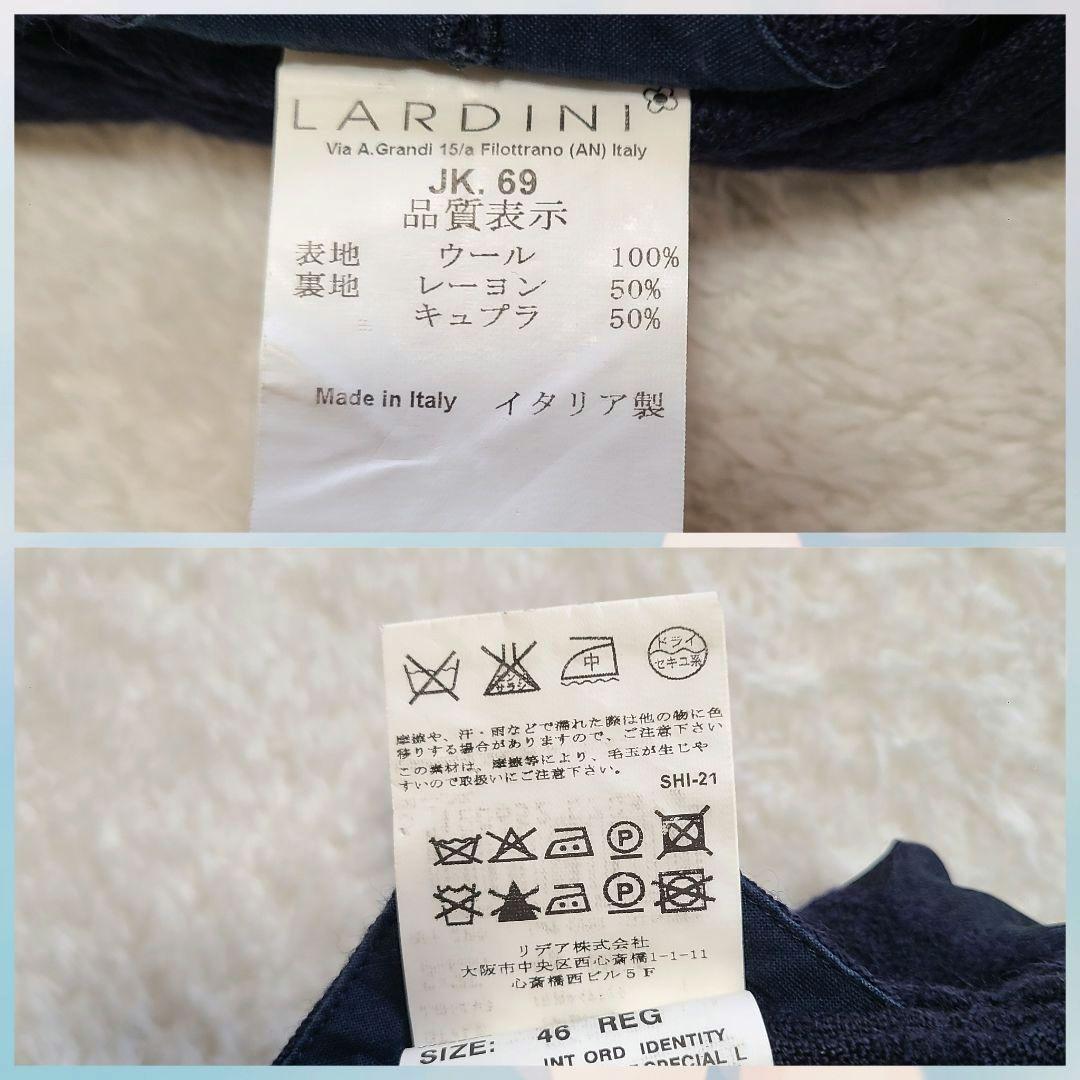 LARDINI
Via A.Grandi 15/a Filottrano (AN) Italy
JK. 69
品質表示
表地 ウール 100%
裏地 レーヨン 50%
キュプラ 50%
Made in Italy イタリア製
中
ドライ
セキユ系
摩擦や、汗・雨などで濡れた際は他の物に色
移りする場合がありますので、ご注意下さい
この素材は、摩擦等により、毛玉が生じや
すいので取扱いにご注意下さい。
SHI-21
P
P
リデア株式会社
大阪市中央区西心斎橋1-1-11
心斎橋西ビル5F
SIZE: 46 REG
INT ORD IDENTITY
SPECIAL L